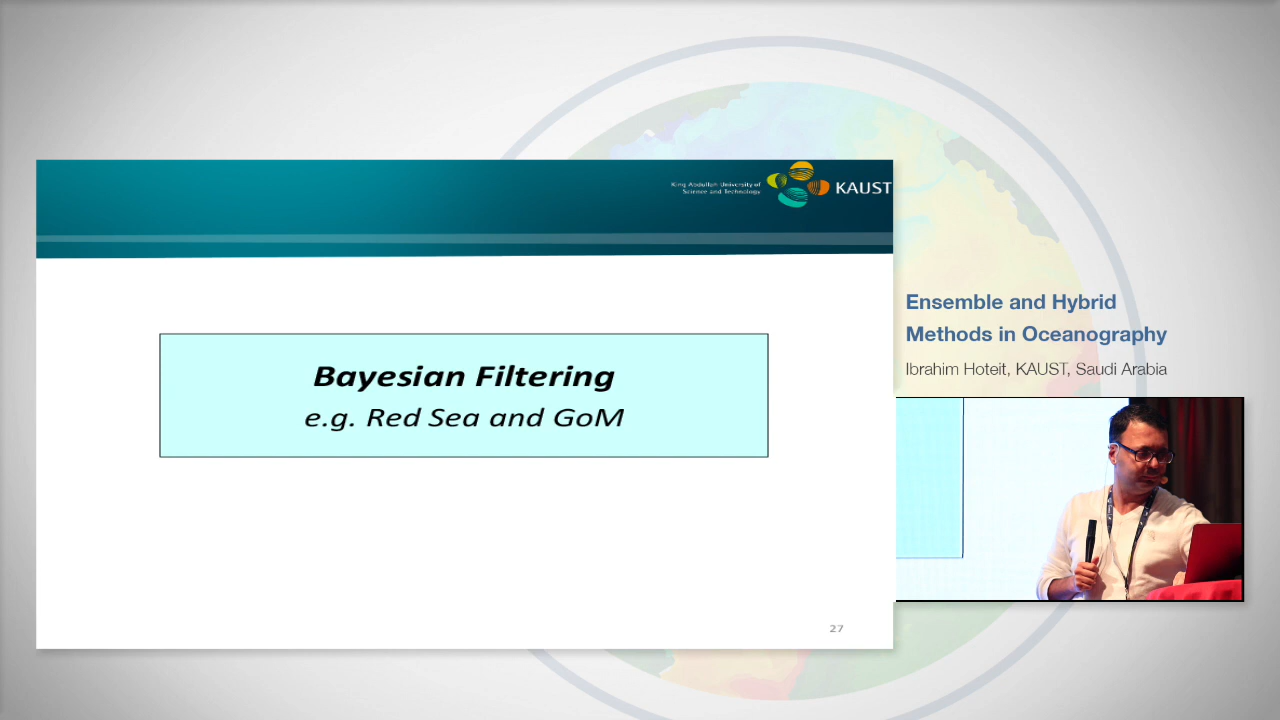 King Abdullah University of
Science and Technology
KAUST
Bayesian Filtering
e.g. Red Sea and GoM
27
Ensemble and Hybrid
Methods in Oceanography
Ibrahim Hoteit, KAUST, Saudi Arabia